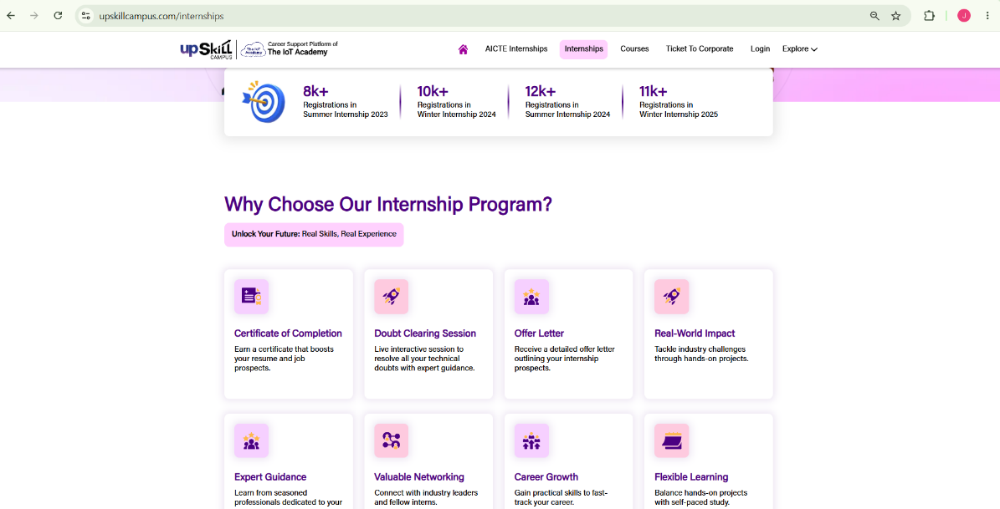 upskillcampus.com/internships
J
upSkill
CAMPUS
The IoT
Academy
Career Support Platform of
The IoT Academy
AICTE Internships
Internships
Courses
Ticket To Corporate
Login
Explore
8k+
Registrations in
Summer Internship 2023
10k+
Registrations in
Winter Internship 2024
12k+
Registrations in
Summer Internship 2024
11k+
Registrations in
Winter Internship 2025
Why Choose Our Internship Program?
Unlock Your Future: Real Skills, Real Experience
Certificate of Completion
Earn a certificate that boosts
your resume and job
prospects.
Doubt Clearing Session
Live interactive session to
resolve all your technical
doubts with expert guidance.
Offer Letter
Receive a detailed offer letter
outlining your internship
prospects.
Real-World Impact
Tackle industry challenges
through hands-on projects.
Expert Guidance
Learn from seasoned
professionals dedicated to your
Valuable Networking
Connect with industry leaders
and fellow interns.
Career Growth
Gain practical skills to fast-
track your career.
Flexible Learning
Balance hands-on projects
with self-paced study.